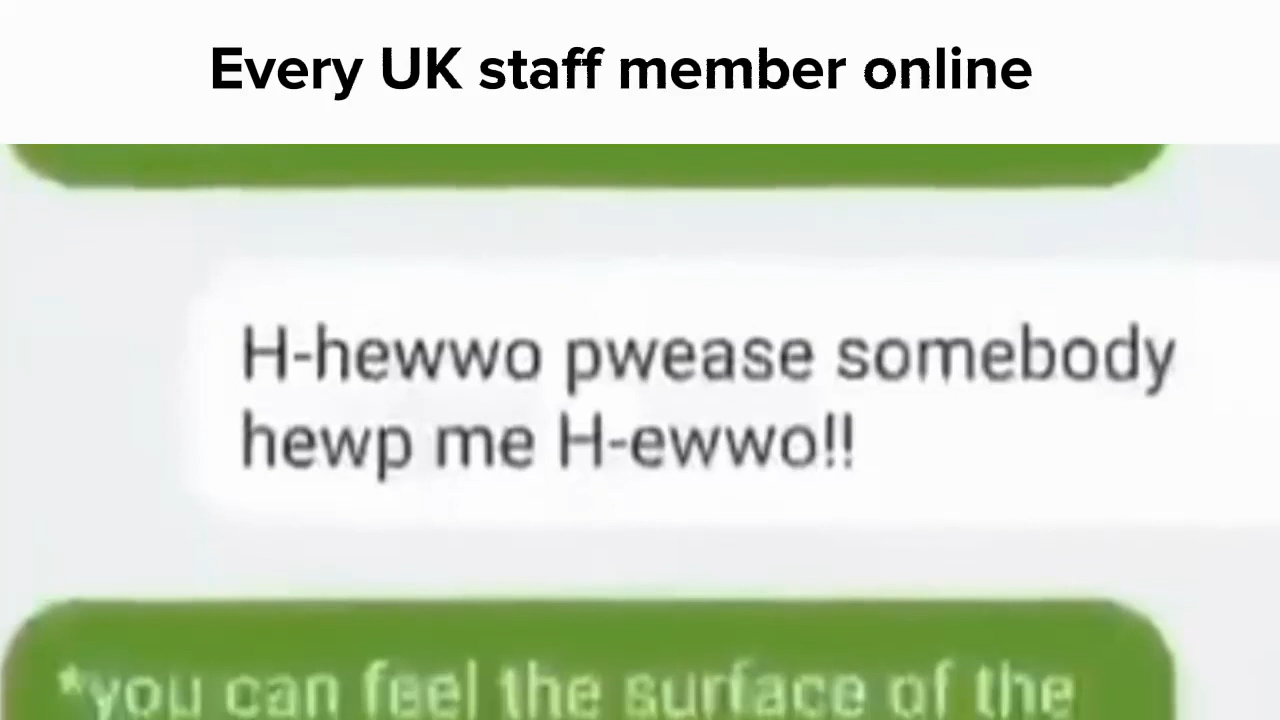 Every UK staff member online
H-hewwo pwease somebody
hewp me H-ewwo!!
*you can feel the surface of the